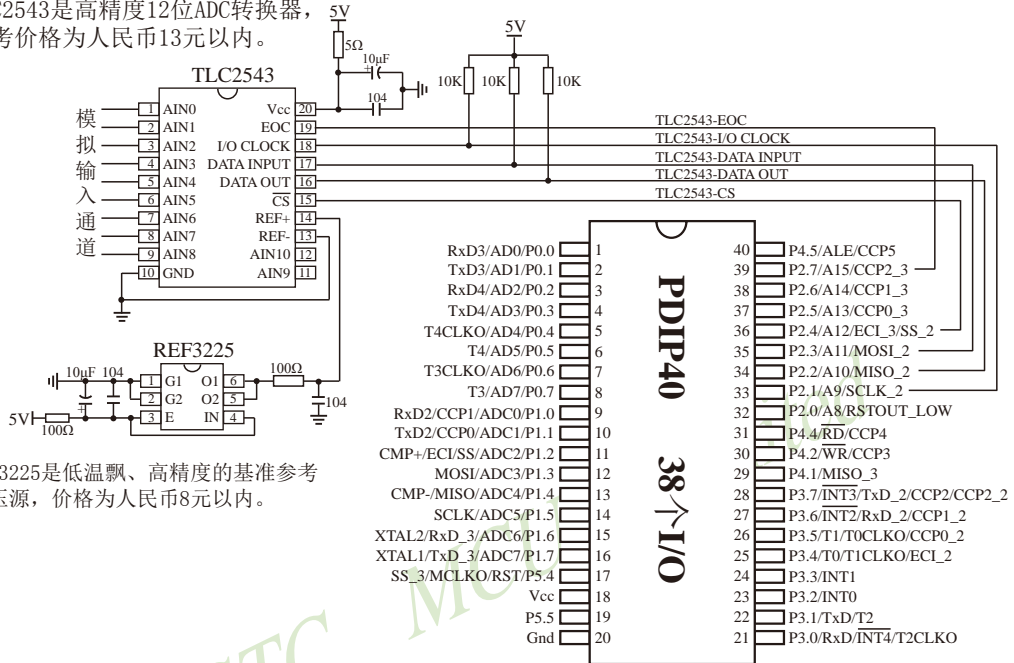 C2543是高精度12位ADC转换器，
考价格为人民币13元以内。
5V
5Ω
10μF
+
104
5V
10K
10K
10K
TLC2543
模拟输入通道
1 AIN0
2 AIN1
3 AIN2
4 AIN3
5 AIN4
6 AIN5
7 AIN6
8 AIN7
9 AIN8
10 GND
Vcc 20
EOC 19
I/O CLOCK 18
DATA INPUT 17
DATA OUT 16
CS 15
REF+ 14
REF- 13
AIN10 12
AIN9 11
TLC2543-EOC
TLC2543-I/O CLOCK
TLC2543-DATA INPUT
TLC2543-DATA OUT
TLC2543-CS
REF3225
10μF 104
+
1 G1
2 G2
3 E
O1 6
O2 5
IN 4
100Ω
104
5V
100Ω
3225是低温飘、高精度的基准参考
压源，价格为人民币8元以内。
PDIP40 38个I/O
RxD3/AD0/P0.0 1
TxD3/AD1/P0.1 2
RxD4/AD2/P0.2 3
TxD4/AD3/P0.3 4
T4CLKO/AD4/P0.4 5
T4/AD5/P0.5 6
T3CLKO/AD6/P0.6 7
T3/AD7/P0.7 8
RxD2/CCP1/ADC0/P1.0 9
TxD2/CCP0/ADC1/P1.1 10
CMP+/ECI/SS/ADC2/P1.2 11
MOSI/ADC3/P1.3 12
CMP-/MISO/ADC4/P1.4 13
SCLK/ADC5/P1.5 14
XTAL2/RxD_3/ADC6/P1.6 15
XTAL1/TxD_3/ADC7/P1.7 16
SS_3/MCLKO/RST/P5.4 17
Vcc 18
P5.5 19
Gnd 20
40 P4.5/ALE/CCP5
39 P2.7/A15/CCP2_3
38 P2.6/A14/CCP1_3
37 P2.5/A13/CCP0_3
36 P2.4/A12/ECI_3/SS_2
35 P2.3/A11/MOSI_2
34 P2.2/A10/MISO_2
33 P2.1/A9/SCLK_2
32 P2.0/A8/RSTOUT_LOW
31 P4.4/RD/CCP4
30 P4.2/WR/CCP3
29 P4.1/MISO_3
28 P3.7/INT3/TxD_2/CCP2/CCP2_2
27 P3.6/INT2/RxD_2/CCP1_2
26 P3.5/T1/T0CLKO/CCP0_2
25 P3.4/T0/T1CLKO/ECI_2
24 P3.3/INT1
23 P3.2/INT0
22 P3.1/TxD/T2
21 P3.0/RxD/INT4/T2CLKO
MCU